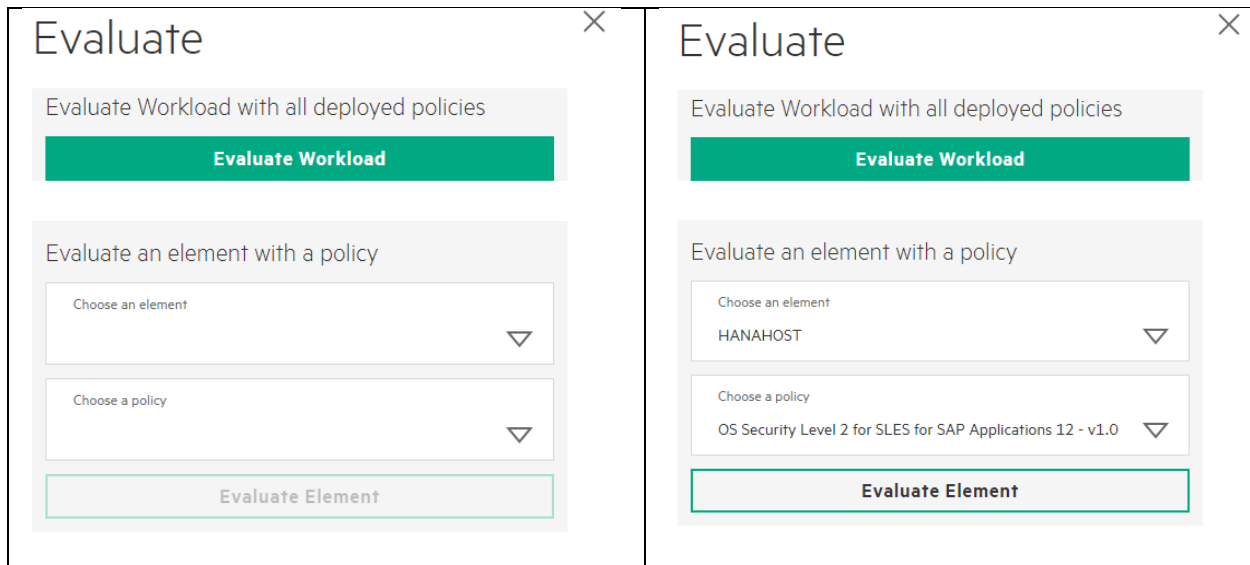 Evaluate
Evaluate Workload with all deployed policies
Evaluate Workload
Evaluate an element with a policy
Choose an element
Choose a policy
Evaluate Element
Evaluate
Evaluate Workload with all deployed policies
Evaluate Workload
Evaluate an element with a policy
Choose an element
HANAHOST
Choose a policy
OS Security Level 2 for SLES for SAP Applications 12 - v1.0
Evaluate Element